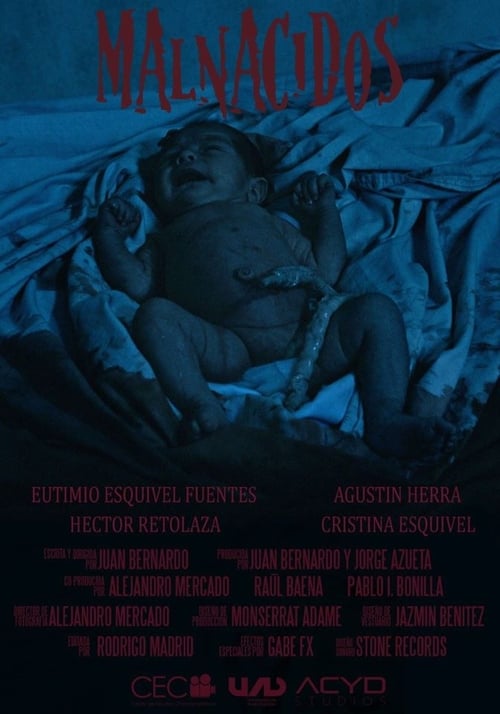 MALNACIDOS
EUTIMIO ESQUIVEL FUENTES AGUSTIN HERRA
HECTOR RETOLAZA CRISTINA ESQUIVEL
ESCRITA Y DIRIGIDA POR JUAN BERNARDO PRODUCIDA POR JUAN BERNARDO Y JORGE AZUETA
CO-PRODUCIDA POR ALEJANDRO MERCADO RAÚL BAENA PABLO I. BONILLA
DIRECTOR DE FOTOGRAFIA ALEJANDRO MERCADO DISEÑO DE PRODUCCION MONSERRAT ADAME DISEÑO DE VESTUARIO JAZMIN BENITEZ
EDITADA POR RODRIGO MADRID EFECTOS ESPECIALES POR GABE FX DISEÑO SONORO STONE RECORDS
CEC UAD ACYD
STUDIOS